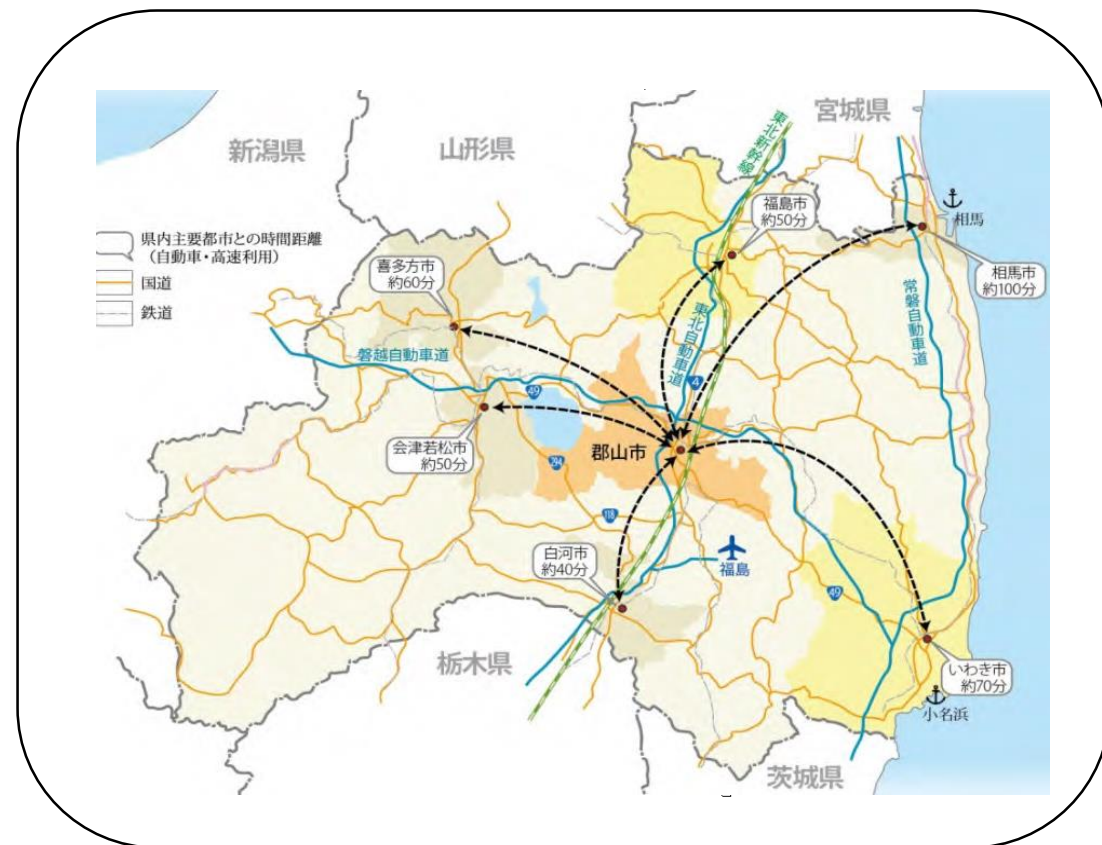 宮城県
新潟県
山形県
東北新幹線
福島市
約50分
相馬
県内主要都市との時間距離
(自動車・高速利用)
国道
鉄道
喜多方市
約60分
相馬市
約100分
常磐自動車道
東北自動車道
磐越自動車道
4
49
会津若松市
約50分
郡山市
294
118
白河市
約40分
福島
49
栃木県
いわき市
約70分
小名浜
茨城県